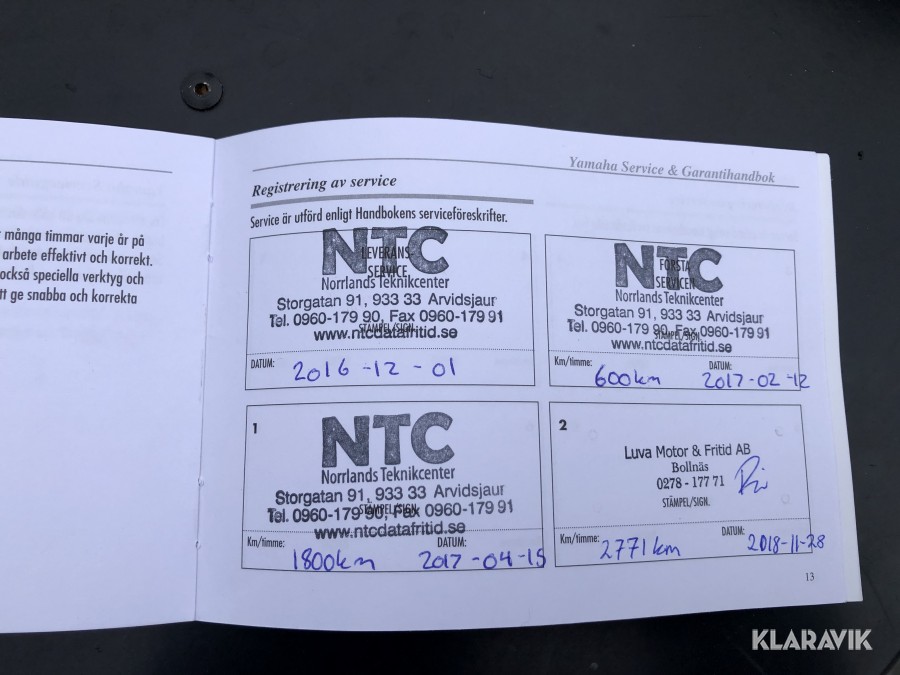 många timmar varje år på
arbete effektivt och korrekt.
också speciella verktyg och
tt ge snabba och korrekta
Yamaha Service & Garantihandbok
Registrering av service
Service är utförd enligt Handbokens serviceföreskrifter.
NTC
LEVERANS-
SERVICE
Norrlands Teknikcenter
Storgatan 91, 933 33 Arvidsjaur
Tel. 0960-179 90, Fax 0960-179 91
STÄMPEL/SIGN.
www.ntcdatafritid.se
DATUM: 2016-12-01
NTC
FÖRSTA
SERVICEN
Norrlands Teknikcenter
Storgatan 91, 933 33 Arvidsjaur
Tel. 0960-179 90, Fax 0960-179 91
STÄMPEL/SIGN.
www.ntcdatafritid.se
Km/timme: 600km DATUM: 2017-02-12
1
NTC
Norrlands Teknikcenter
Storgatan 91, 933 33 Arvidsjaur
Tel. 0960-179 90, Fax 0960-179 91
STÄMPEL/SIGN.
www.ntcdatafritid.se
Km/timme: 1800km DATUM: 2017-04-15
2
Luva Motor & Fritid AB
Bollnäs
0278 - 177 71
STÄMPEL/SIGN.
Km/timme: 2771km DATUM: 2018-11-28
13
KLARAVIK